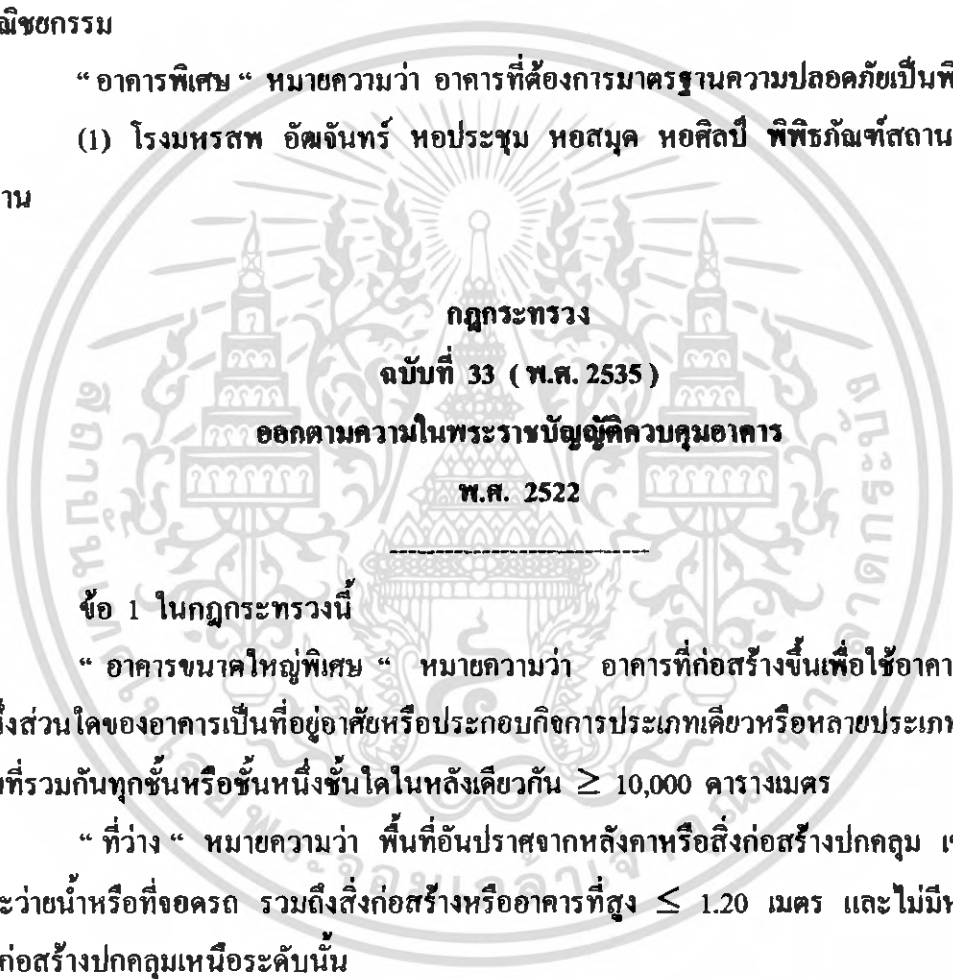 ณิชยกรรม
“ อาคารพิเศษ “ หมายความว่า อาคารที่ต้องการมาตรฐานความปลอดภัยเป็นพิ
(1) โรงมหรสพ อัฒจันทร์ หอประชุม หอสมุด หอศิลป์ พิพิธภัณฑ์สถาน
าน
กฎกระทรวง
ฉบับที่ 33 ( พ.ศ. 2535 )
ออกตามความในพระราชบัญญัติควบคุมอาคาร
พ.ศ. 2522
ข้อ 1 ในกฎกระทรวงนี้
“ อาคารขนาดใหญ่พิเศษ “ หมายความว่า อาคารที่ก่อสร้างขึ้นเพื่อใช้อาคา
ึ่งส่วนใดของอาคารเป็นที่อยู่อาศัยหรือประกอบกิจการประเภทเดียวหรือหลายประเภท
ที่รวมกันทุกชั้นหรือชั้นหนึ่งชั้นใดในหลังเดียวกัน ≥ 10,000 ตารางเมตร
“ ที่ว่าง “ หมายความว่า พื้นที่อันปราศจากหลังคาหรือสิ่งก่อสร้างปกคลุม เ
ะว่ายน้ำหรือที่จอดรถ รวมถึงสิ่งก่อสร้างหรืออาคารที่สูง ≤ 1.20 เมตร และไม่มีห
ก่อสร้างปกคลุมเหนือระดับนั้น